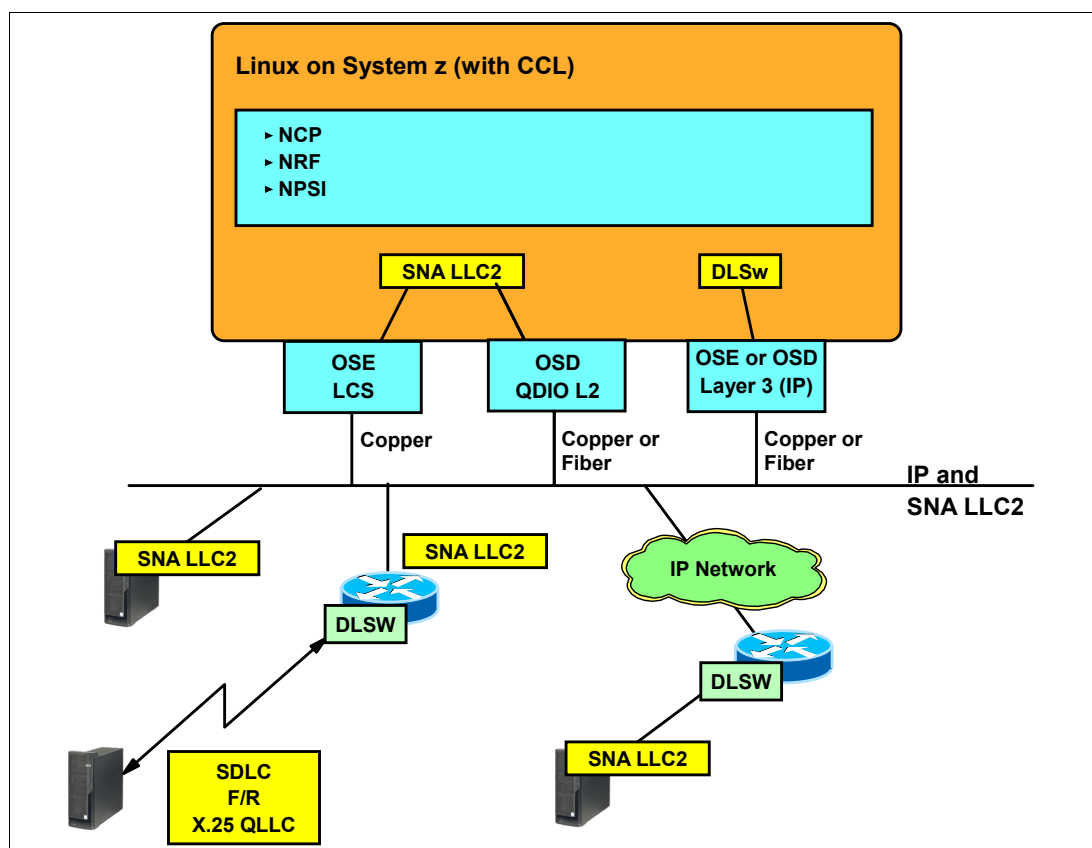 Linux on System z (with CCL)
► NCP
► NRF
► NPSI
SNA LLC2
DLSw
OSE
LCS
OSD
QDIO L2
OSE or OSD
Layer 3 (IP)
Copper
Copper or
Fiber
Copper or
Fiber
IP and
SNA LLC2
SNA LLC2
SNA LLC2
IP Network
DLSW
DLSW
SNA LLC2
SDLC
F/R
X.25 QLLC